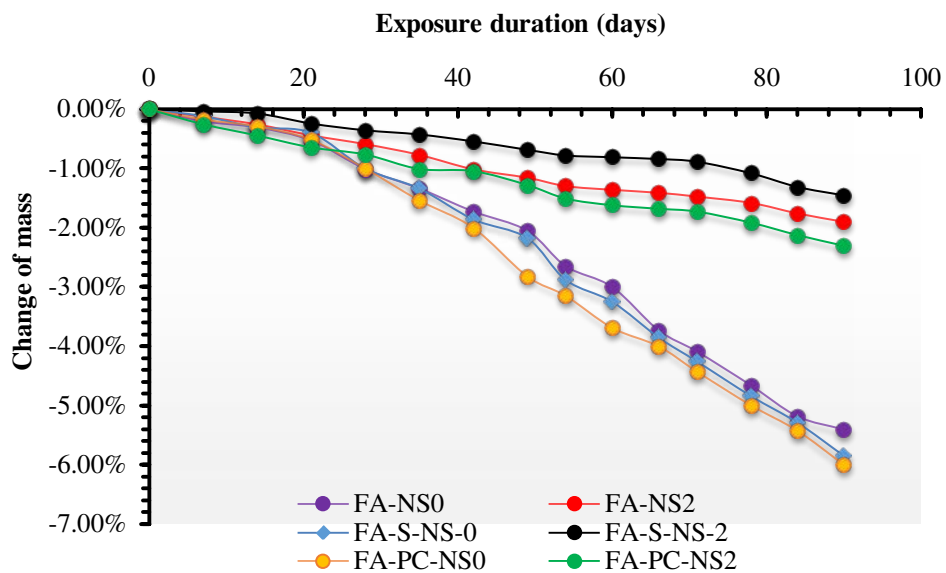 Exposure duration (days)
0 20 40 60 80 100
0.00%
-1.00%
-2.00%
-3.00%
-4.00%
-5.00%
-6.00%
-7.00%
Change of mass
FA-NS0 FA-NS2
FA-S-NS-0 FA-S-NS-2
FA-PC-NS0 FA-PC-NS2